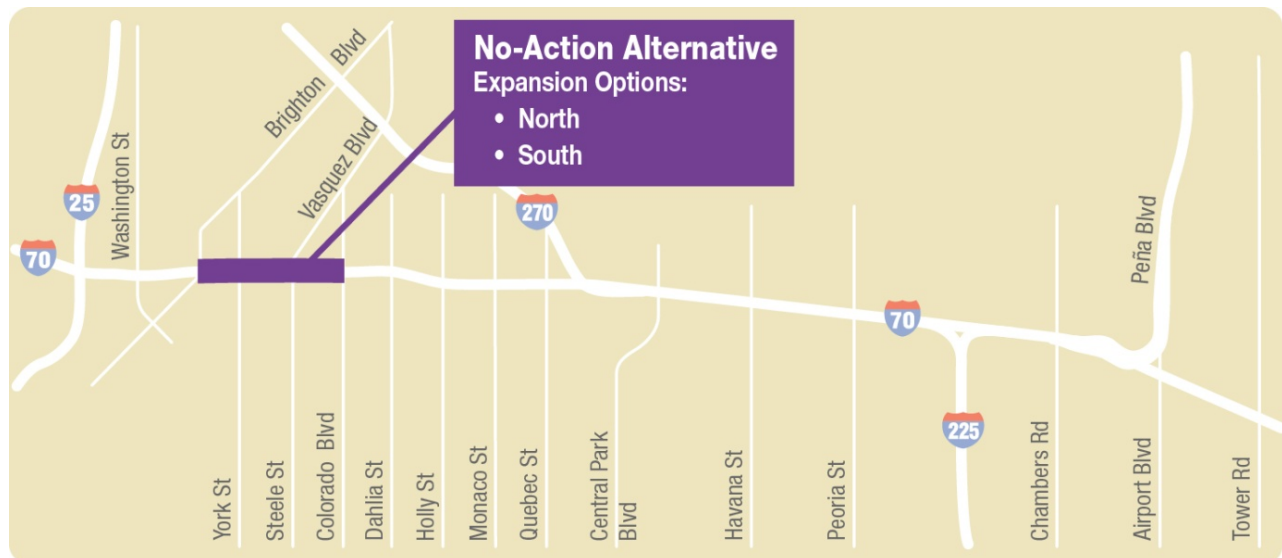 No-Action Alternative
Expansion Options:
• North
• South
Brighton Blvd
Vasquez Blvd
Washington St
25
70
270
70
225
Peña Blvd
York St
Steele St
Colorado Blvd
Dahlia St
Holly St
Monaco St
Quebec St
Central Park
Blvd
Havana St
Peoria St
Chambers Rd
Airport Blvd
Tower Rd